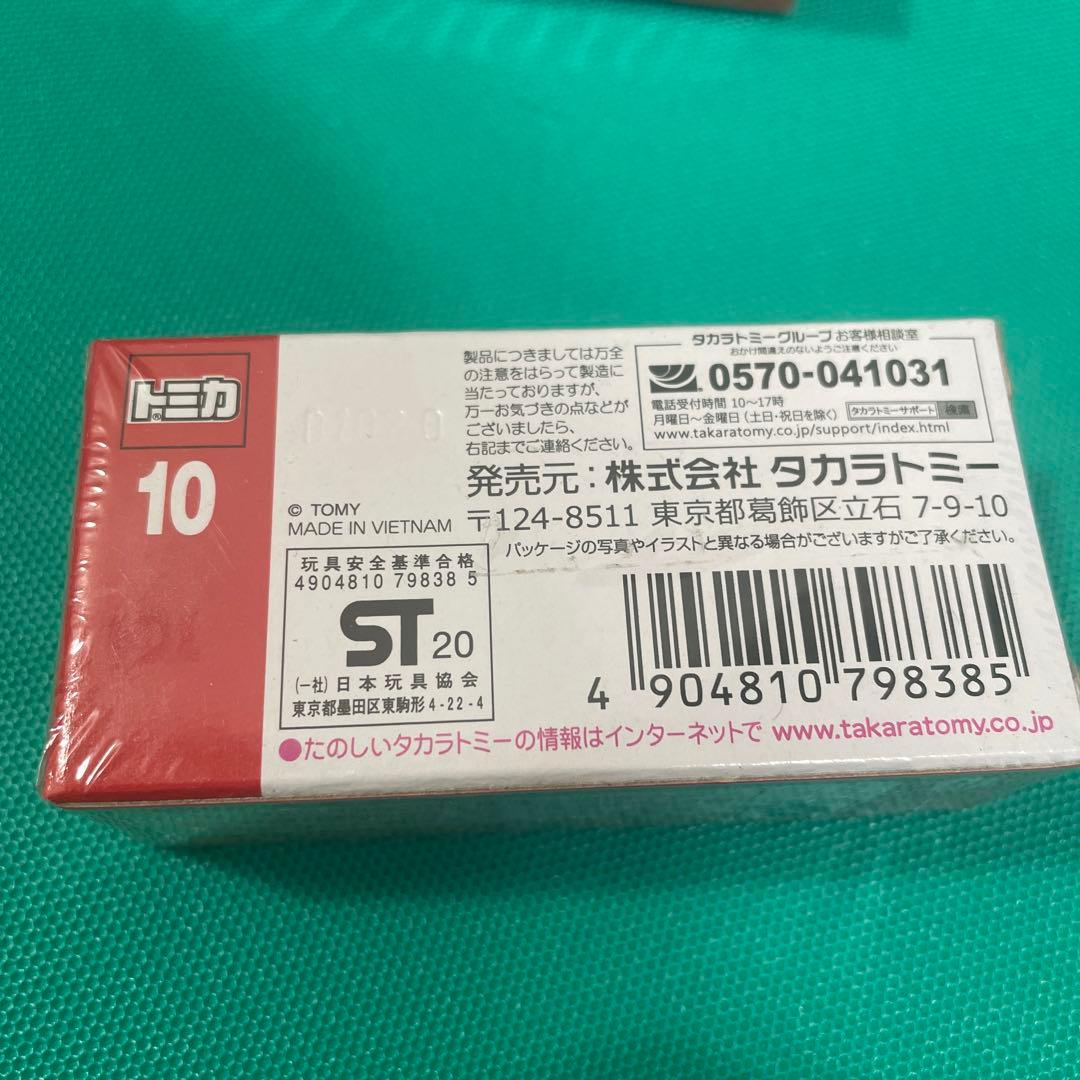 トミカ®
10
© TOMY
MADE IN VIETNAM
玩具安全基準合格
4904810 79838 5
ST20
(一社)日本玩具協会
東京都墨田区東駒形4-22-4
製品につきましては万全
の注意をはらって製造に
当たっておりますが、
万一お気づきの点などが
ございましたら、
右記までご連絡ください。
タカラトミーグループ お客様相談室
おかけ間違えのないようご注意ください
0570-041031
電話受付時間 10〜17時
月曜日〜金曜日(土日・祝日を除く) タカラトミーサポート 検索
www.takaratomy.co.jp/support/index.html
発売元:株式会社 タカラトミー
〒124-8511 東京都葛飾区立石 7-9-10
パッケージの写真やイラストと異なる場合がございますがご了承ください。
4 904810 798385
●たのしいタカラトミーの情報はインターネットで www.takaratomy.co.jp